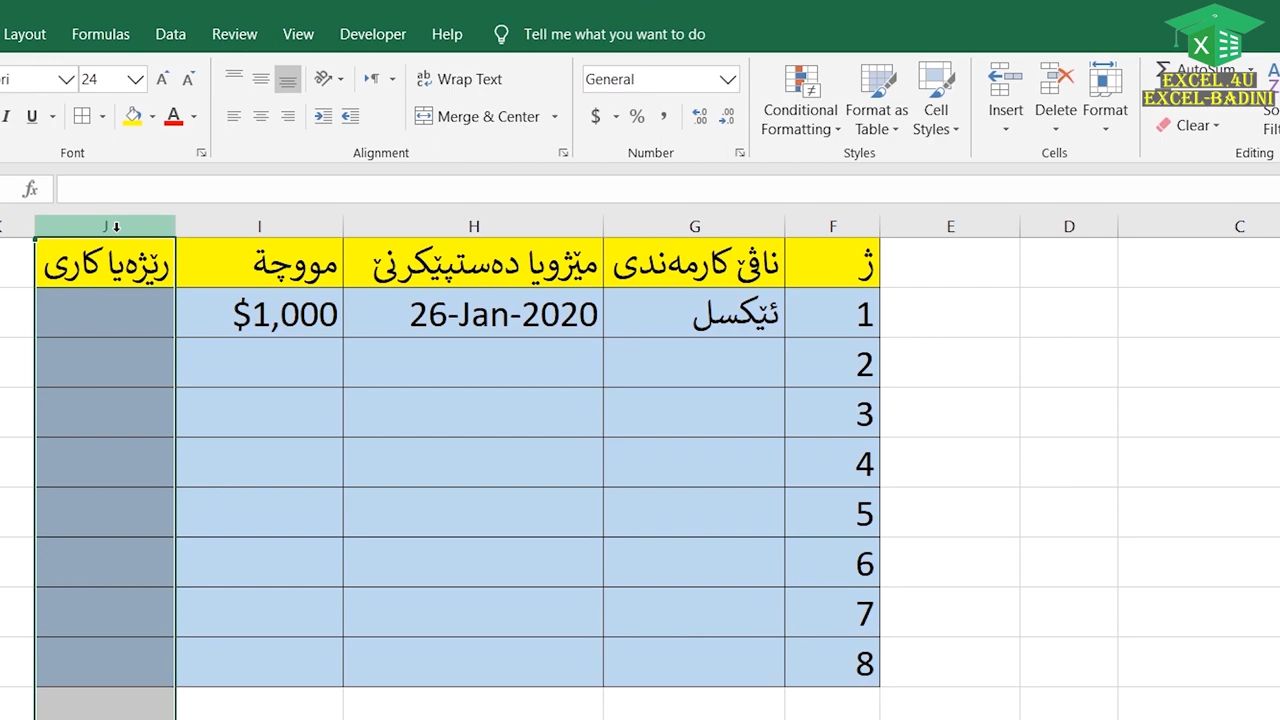 Layout Formulas Data Review View Developer Help Tell me what you want to do
EXCEL.4U
EXCEL-BADINI
24 Wrap Text General
Merge & Center $ % ,
Conditional Formatting Format as Table Cell Styles Insert Delete Format AutoSum Clear
Font Alignment Number Styles Cells Editing
fx
J I H G F E D C
ژ ناڤێ کارمەندی مێژویا دەستپێکرنێ مووچة رێژەیا کاری
1 ئێکسل 26-Jan-2020 $1,000
2
3
4
5
6
7
8